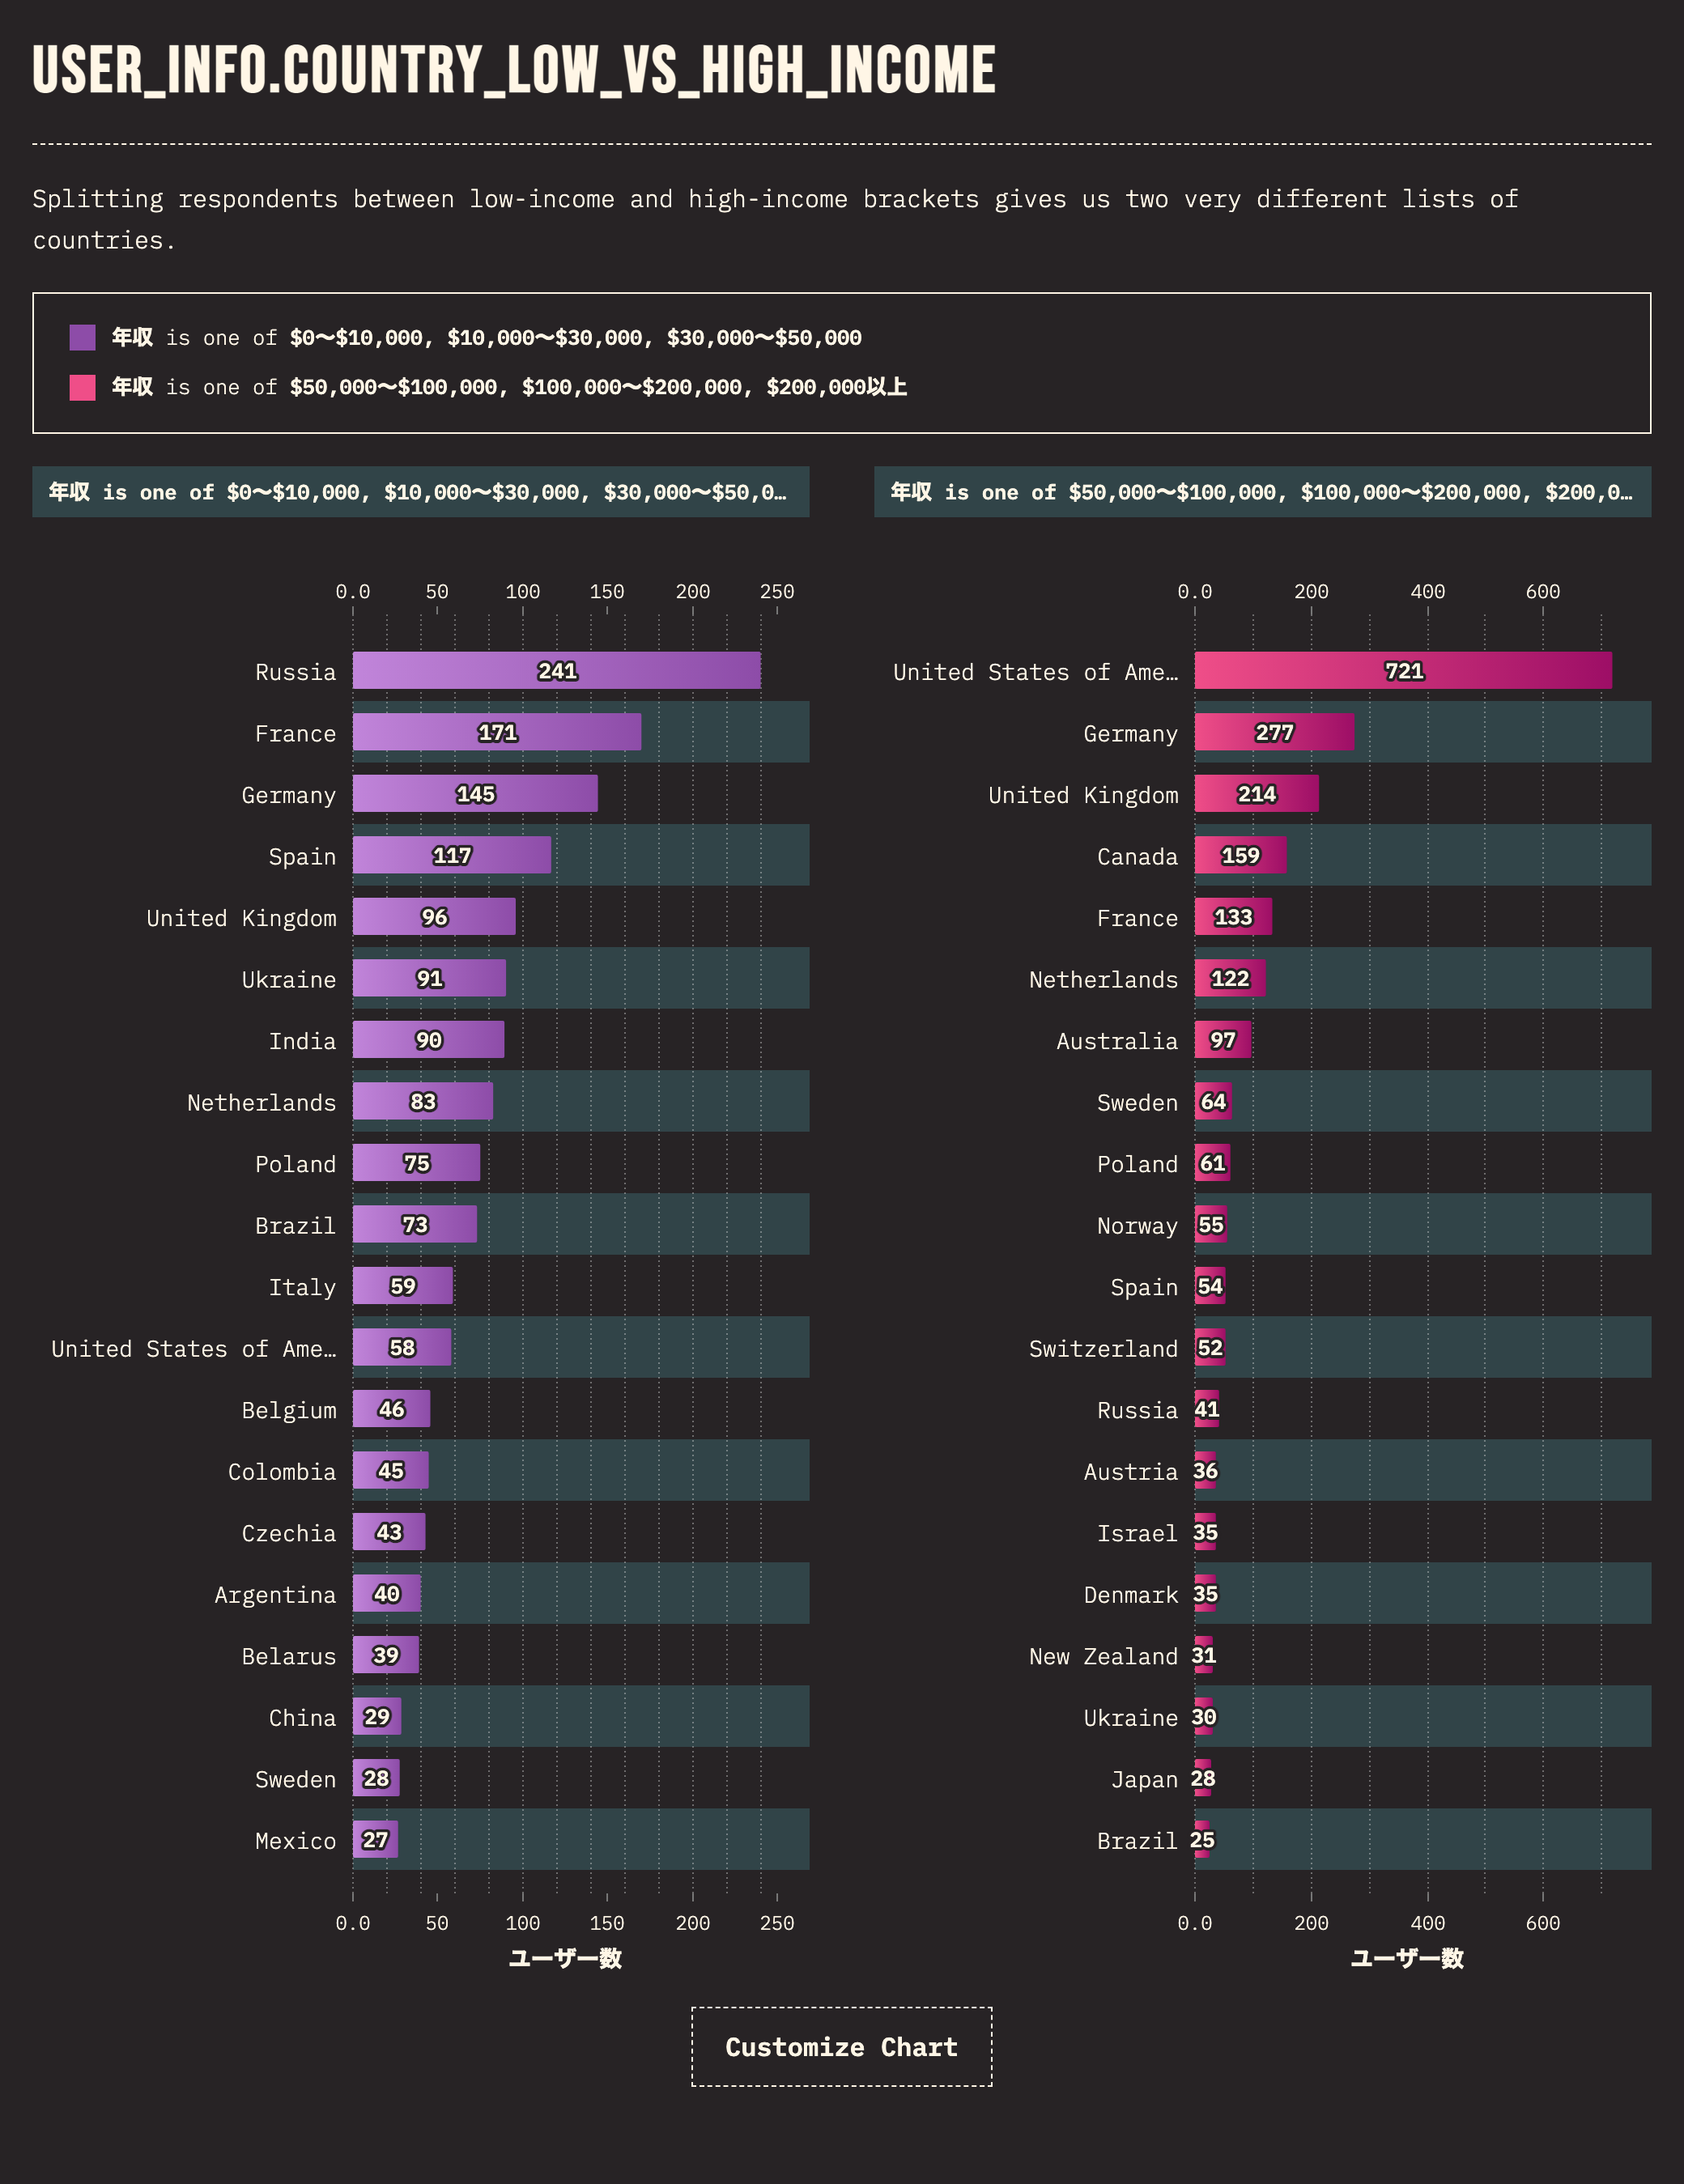 USER_INFO.COUNTRY_LOW_VS_HIGH_INCOME
Splitting respondents between low-income and high-income brackets gives us two very different lists of
countries.
年収 is one of $0〜$10,000, $10,000〜$30,000, $30,000〜$50,000
年収 is one of $50,000〜$100,000, $100,000〜$200,000, $200,000以上
年収 is one of $0〜$10,000, $10,000〜$30,000, $30,000〜$50,0…
0.0 50 100 150 200 250
Russia 241
France 171
Germany 145
Spain 117
United Kingdom 96
Ukraine 91
India 90
Netherlands 83
Poland 75
Brazil 73
Italy 59
United States of Ame… 58
Belgium 46
Colombia 45
Czechia 43
Argentina 40
Belarus 39
China 29
Sweden 28
Mexico 27
0.0 50 100 150 200 250
ユーザー数
年収 is one of $50,000〜$100,000, $100,000〜$200,000, $200,0…
0.0 200 400 600
United States of Ame… 721
Germany 277
United Kingdom 214
Canada 159
France 133
Netherlands 122
Australia 97
Sweden 64
Poland 61
Norway 55
Spain 54
Switzerland 52
Russia 41
Austria 36
Israel 35
Denmark 35
New Zealand 31
Ukraine 30
Japan 28
Brazil 25
0.0 200 400 600
ユーザー数
Customize Chart